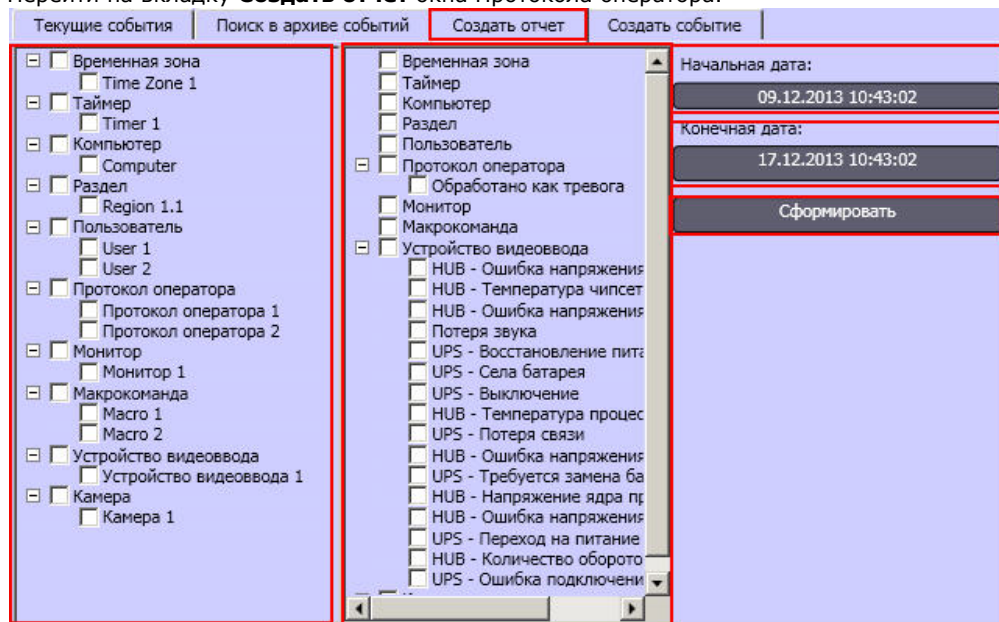 Перейти на вкладку Создать отчет окна Протокола оператора.
Текущие события
Поиск в архиве событий
Создать отчет
Создать событие
Временная зона
Time Zone 1
Таймер
Timer 1
Компьютер
Computer
Раздел
Region 1.1
Пользователь
User 1
User 2
Протокол оператора
Протокол оператора 1
Протокол оператора 2
Монитор
Монитор 1
Макрокоманда
Macro 1
Macro 2
Устройство видеоввода
Устройство видеоввода 1
Камера
Камера 1
Временная зона
Таймер
Компьютер
Раздел
Пользователь
Протокол оператора
Обработано как тревога
Монитор
Макрокоманда
Устройство видеоввода
HUB - Ошибка напряжения
HUB - Температура чипсет
HUB - Ошибка напряжения
Потеря звука
UPS - Восстановление пита
UPS - Села батарея
UPS - Выключение
HUB - Температура процес
UPS - Потеря связи
HUB - Ошибка напряжения
UPS - Требуется замена ба
HUB - Напряжение ядра пр
HUB - Ошибка напряжения
UPS - Переход на питание
HUB - Количество оборото
UPS - Ошибка подключени
Начальная дата:
09.12.2013 10:43:02
Конечная дата:
17.12.2013 10:43:02
Сформировать